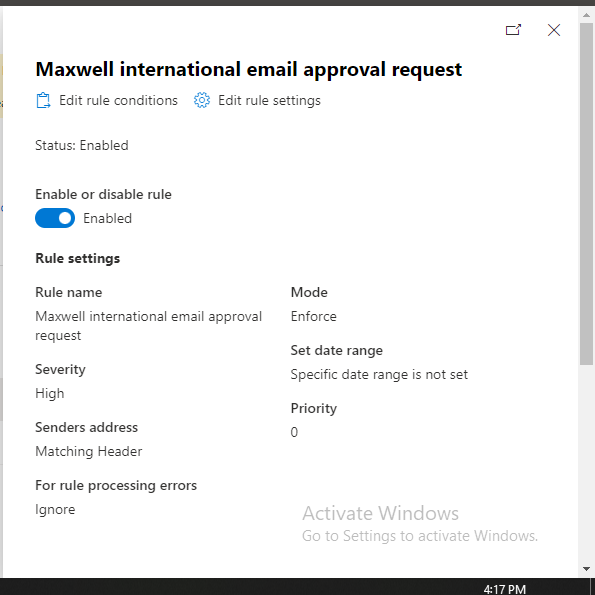 Maxwell international email approval request
Edit rule conditions
Edit rule settings
Status: Enabled
Enable or disable rule
Enabled
Rule settings
Rule name
Maxwell international email approval
request
Severity
High
Senders address
Matching Header
For rule processing errors
Ignore
Mode
Enforce
Set date range
Specific date range is not set
Priority
0
Activate Windows
Go to Settings to activate Windows.
4:17 PM